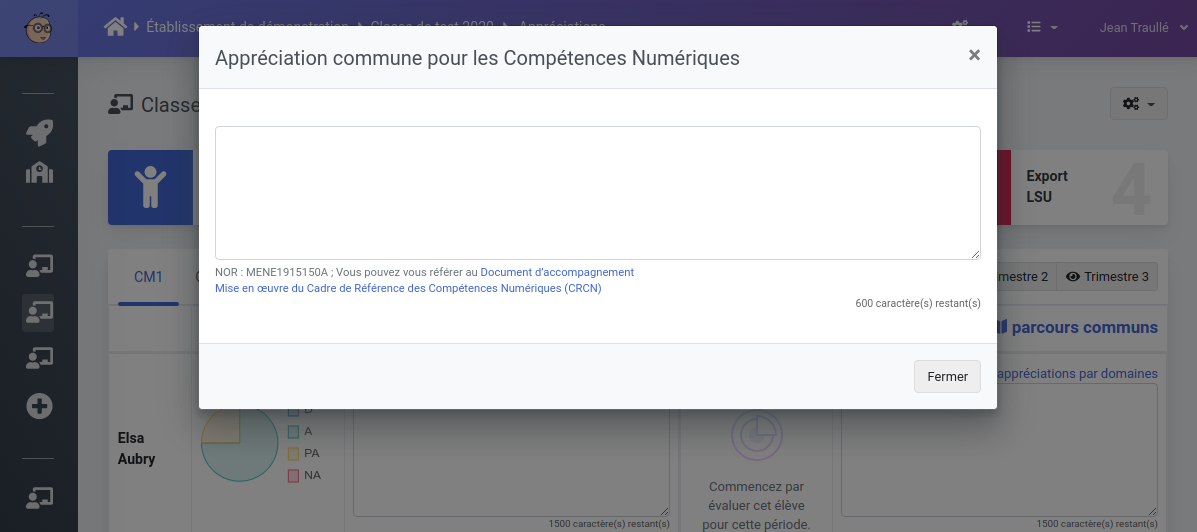 Établissement de démonstration Classe de test 2020 Appréciations
Jean Traullé
Appréciation commune pour les Compétences Numériques
×
Classe
Export
LSU
4
NOR : MENE1915150A ; Vous pouvez vous référer au Document d’accompagnement
Mise en œuvre du Cadre de Référence des Compétences Numériques (CRCN)
600 caractère(s) restant(s)
CM1
mestre 2
Trimestre 3
parcours communs
Fermer
appréciations par domaines
D
A
PA
NA
Elsa
Aubry
Commencez par
évaluer cet élève
pour cette période.
1500 caractère(s) restant(s)
1500 caractère(s) restant(s)